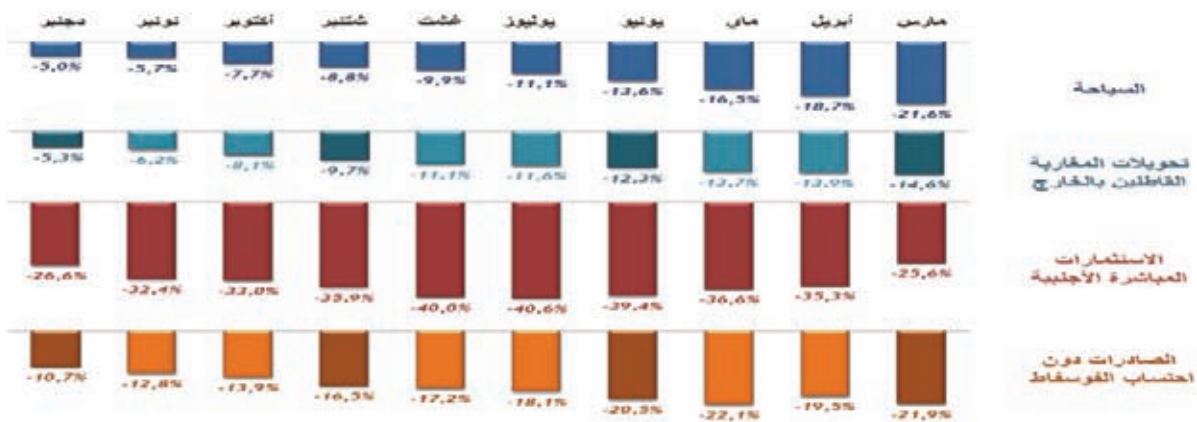 مارس أبريل ماي يونيو يوليوز غشت شتنبر أكتوبر نونبر دجنبر
السياحة
-21,6% -18,7% -16,5% -13,6% -11,1% -9,9% -8,8% -7,7% -5,7% -5,0%
تحويلات المغاربة
القاطنين بالخارج
-14,6% -13,9% -13,7% -12,3% -11,6% -11,1% -9,7% -8,1% -6,2% -5,3%
الاستثمارات
المباشرة الأجنبية
-25,6% -35,3% -36,6% -39,4% -40,6% -40,0% -35,9% -33,0% -32,4% -26,6%
الصادرات دون
احتساب الفوسفاط
-21,9% -19,5% -22,1% -20,5% -18,1% -17,2% -16,5% -13,9% -12,8% -10,7%